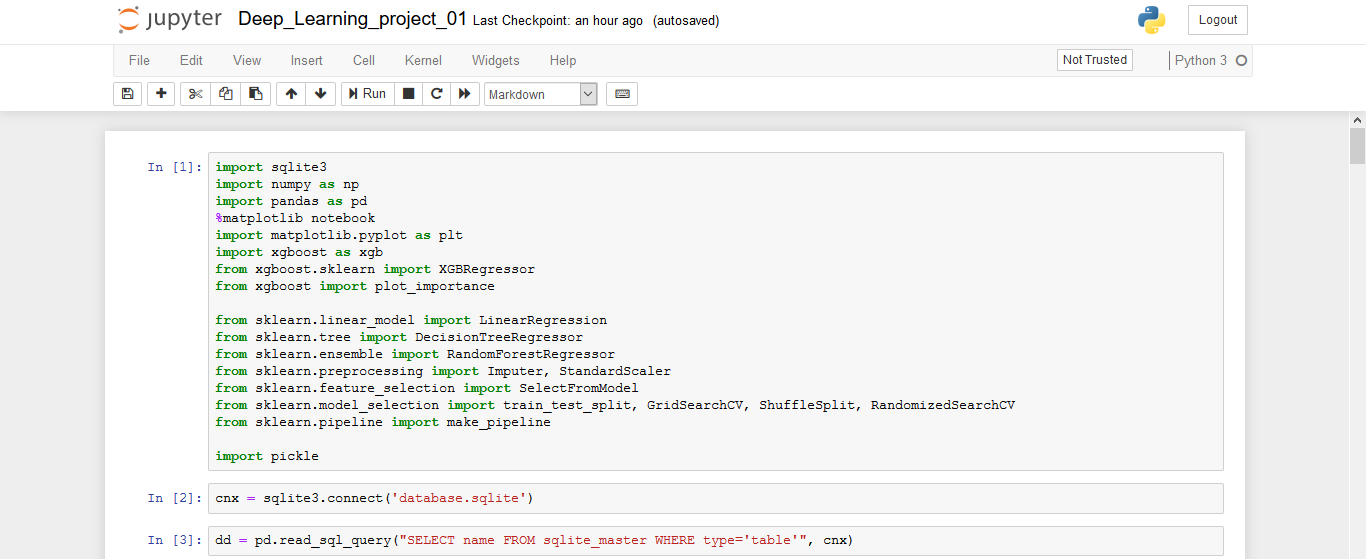 jupyter Deep_Learning_project_01 Last Checkpoint: an hour ago (autosaved) Logout
File Edit View Insert Cell Kernel Widgets Help Not Trusted Python 3
Run Markdown
In [1]: import sqlite3
import numpy as np
import pandas as pd
%matplotlib notebook
import matplotlib.pyplot as plt
import xgboost as xgb
from xgboost.sklearn import XGBRegressor
from xgboost import plot_importance
from sklearn.linear_model import LinearRegression
from sklearn.tree import DecisionTreeRegressor
from sklearn.ensemble import RandomForestRegressor
from sklearn.preprocessing import Imputer, StandardScaler
from sklearn.feature_selection import SelectFromModel
from sklearn.model_selection import train_test_split, GridSearchCV, ShuffleSplit, RandomizedSearchCV
from sklearn.pipeline import make_pipeline
import pickle
In [2]: cnx = sqlite3.connect('database.sqlite')
In [3]: dd = pd.read_sql_query("SELECT name FROM sqlite_master WHERE type='table'", cnx)